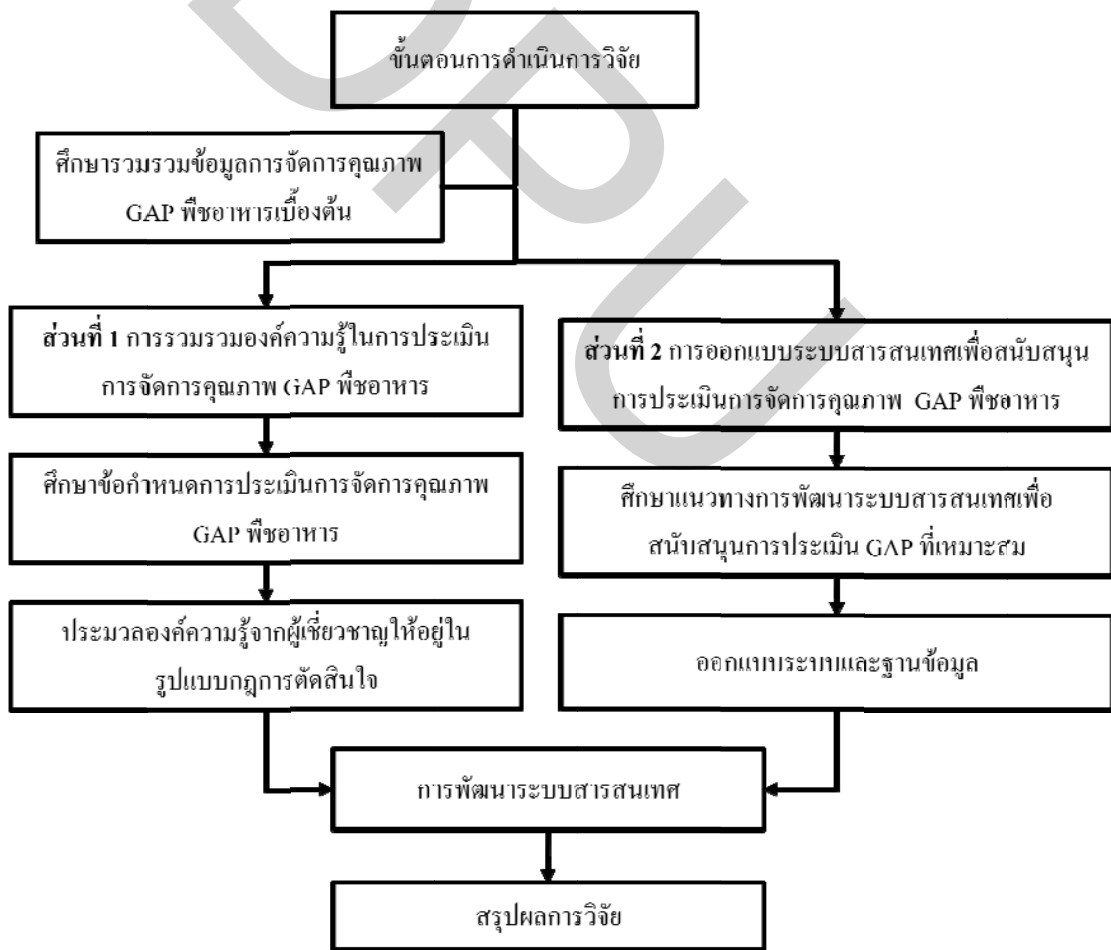 ขั้นตอนการดำเนินการวิจัย
ศึกษารวบรวมข้อมูลการจัดการคุณภาพ
GAP พืชอาหารเบื้องต้น
ส่วนที่ 1 การรวบรวมองค์ความรู้ในการประเมิน
การจัดการคุณภาพ GAP พืชอาหาร
ศึกษาข้อกำหนดการประเมินการจัดการคุณภาพ
GAP พืชอาหาร
ประมวลองค์ความรู้จากผู้เชี่ยวชาญให้อยู่ใน
รูปแบบกฎการตัดสินใจ
ส่วนที่ 2 การออกแบบระบบสารสนเทศเพื่อสนับสนุน
การประเมินการจัดการคุณภาพ GAP พืชอาหาร
ศึกษาแนวทางการพัฒนาระบบสารสนเทศเพื่อ
สนับสนุนการประเมิน GAP ที่เหมาะสม
ออกแบบระบบและฐานข้อมูล
การพัฒนาระบบสารสนเทศ
สรุปผลการวิจัย
DPU